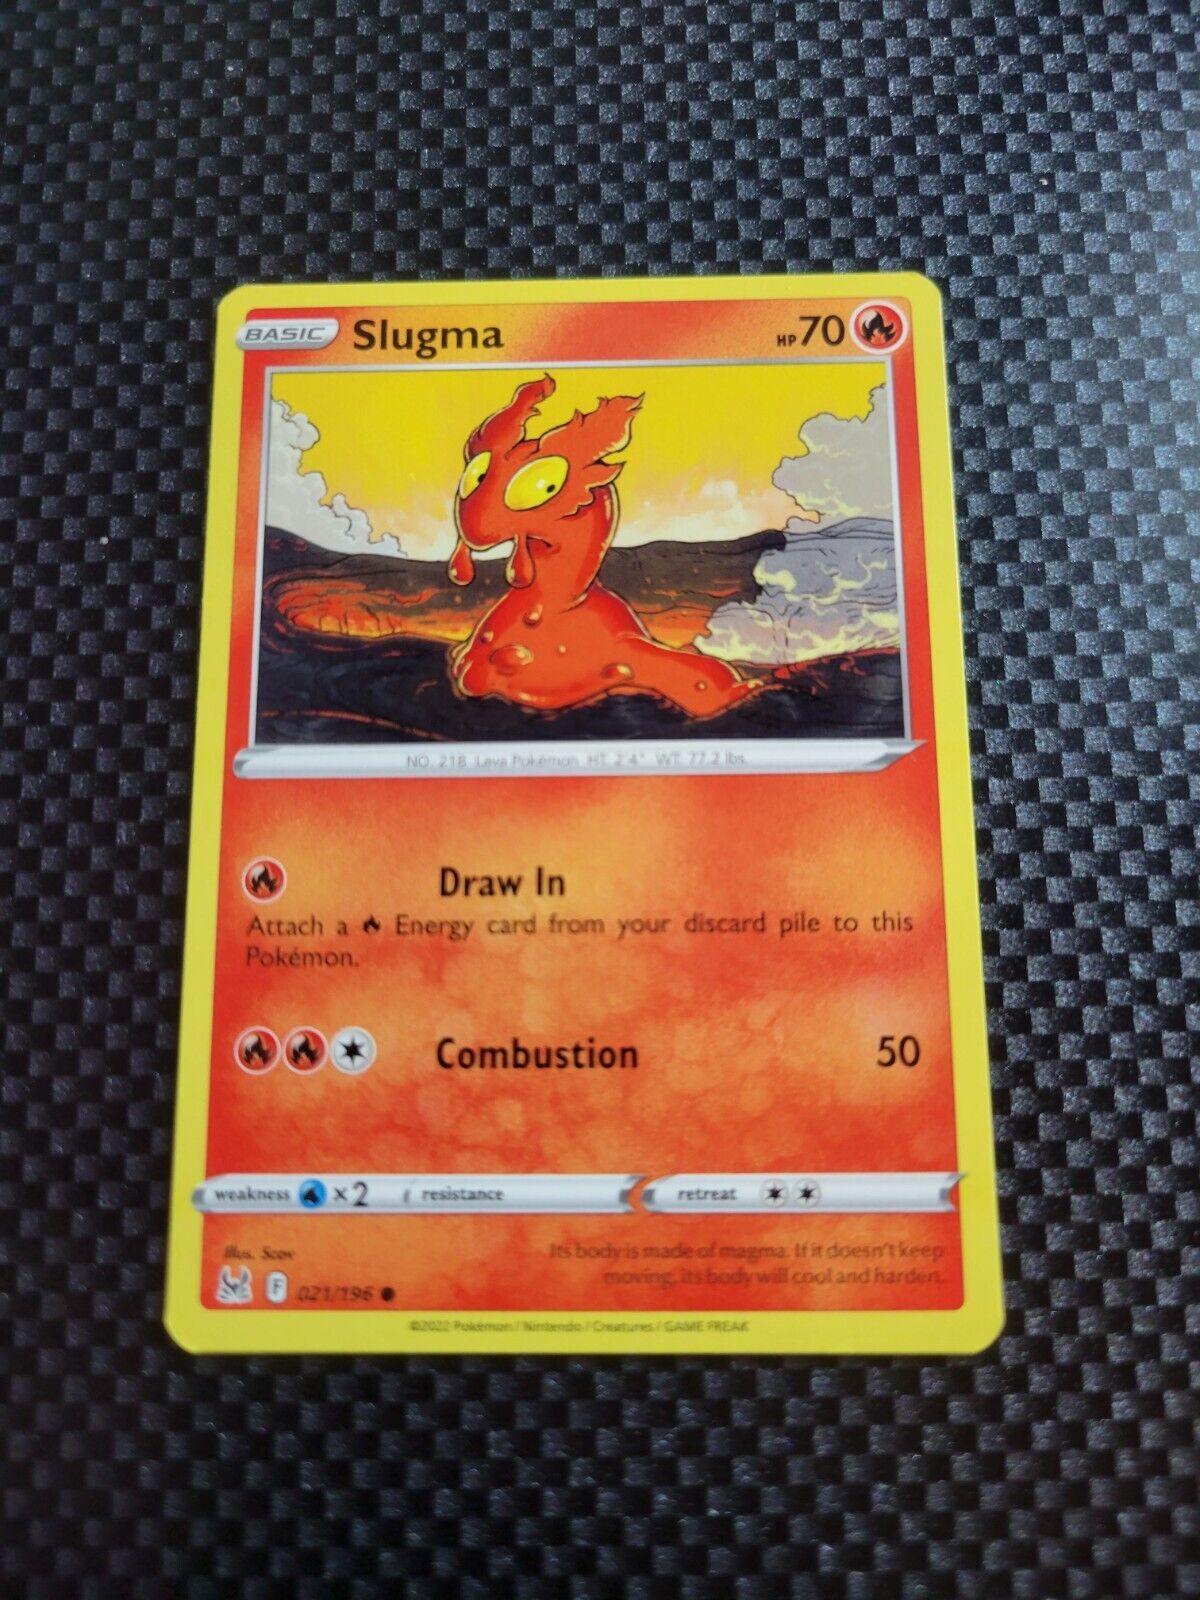 BASIC Slugma HP 70
NO. 218 Lava Pokémon HT. 2'4" WT. 77.2 lbs.
Draw In
Attach a Energy card from your discard pile to this
Pokémon.
Combustion 50
weakness ×2 resistance retreat
Illus. Scav
Its body is made of magma. If it doesn't keep
moving, its body will cool and harden.
F 021/196
©2022 Pokémon / Nintendo / Creatures / GAME FREAK